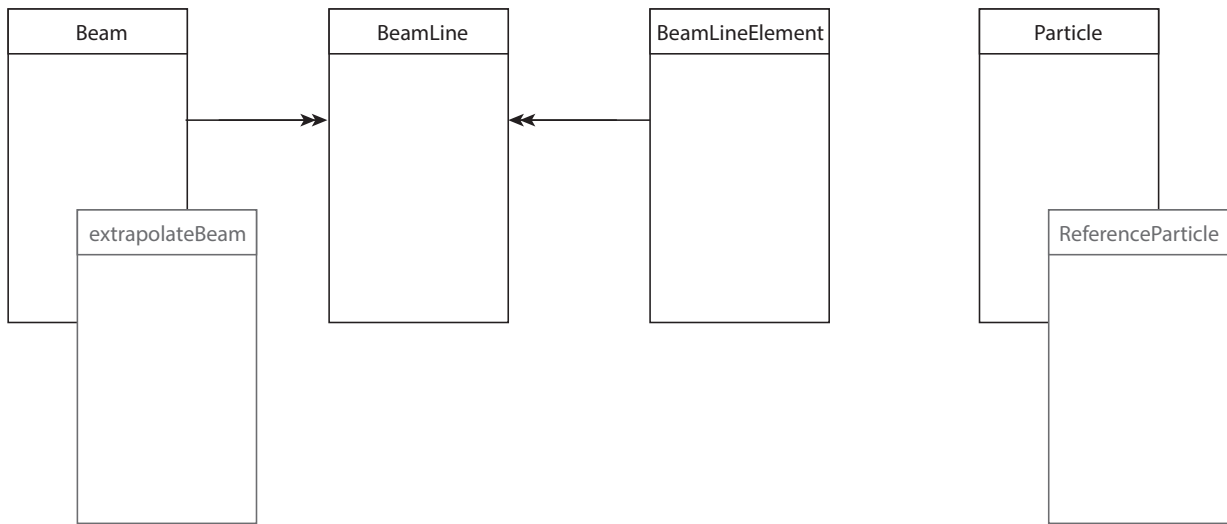 Beam
BeamLine
BeamLineElement
Particle
extrapolateBeam
ReferenceParticle